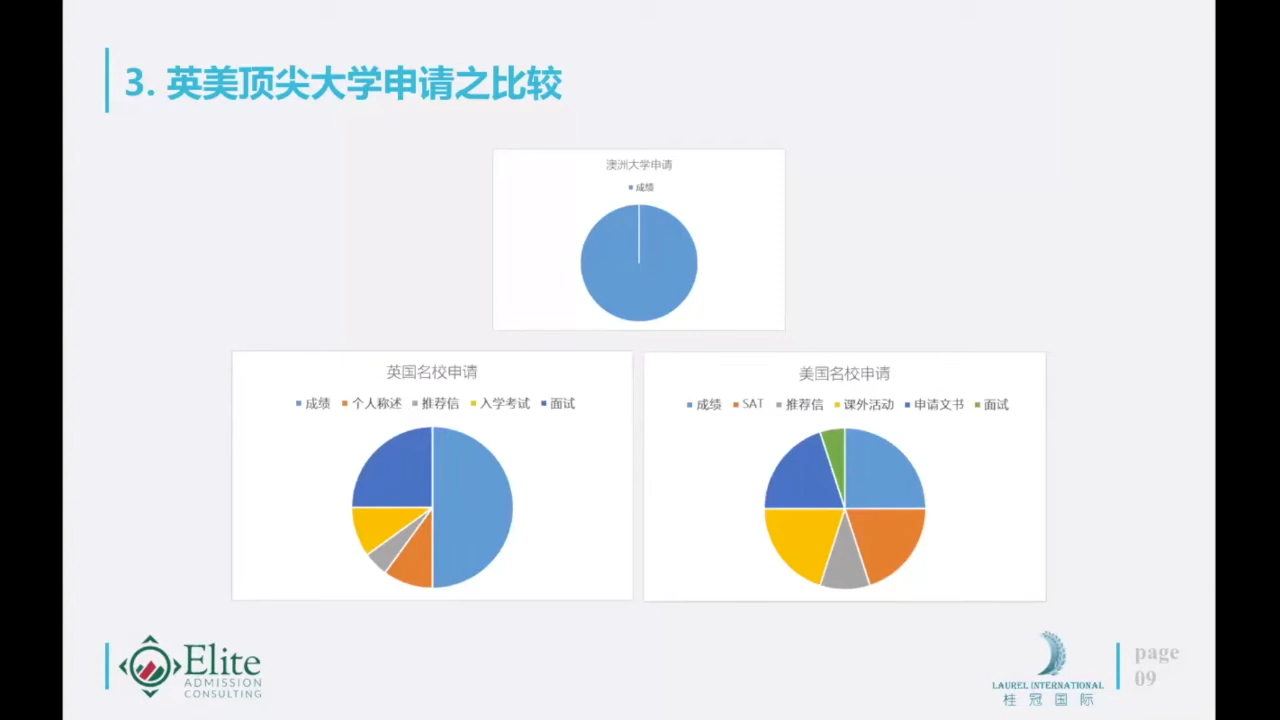 3. 英美顶尖大学申请之比较
澳洲大学申请
成绩
英国名校申请
成绩 个人称述 推荐信 入学考试 面试
美国名校申请
成绩 SAT 推荐信 课外活动 申请文书 面试
Elite
ADMISSION
CONSULTING
LAUREL INTERNATIONAL
桂冠国际
page
09